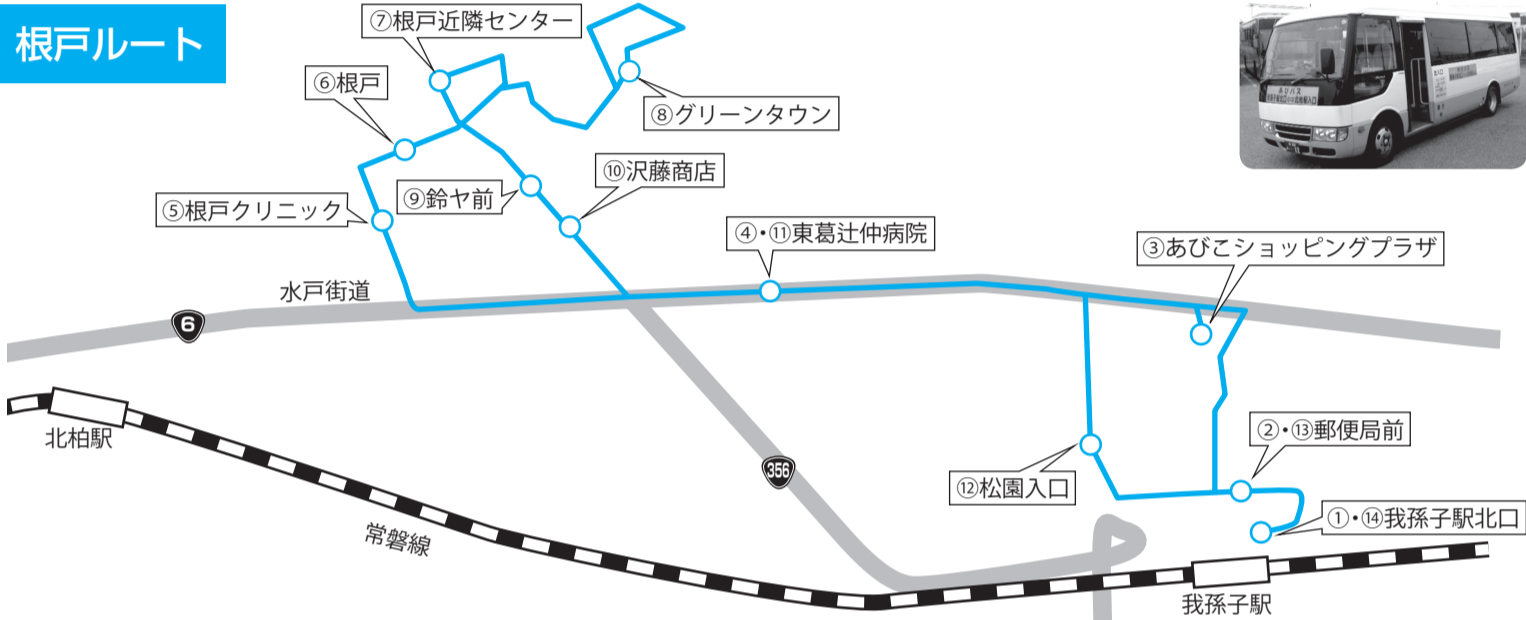 根戸ルート
⑦根戸近隣センター
⑥根戸
⑧グリーンタウン
⑩沢藤商店
⑨鈴ヤ前
⑤根戸クリニック
④・⑪東葛辻仲病院
③あびこショッピングプラザ
水戸街道
6
北柏駅
②・⑬郵便局前
356
⑫松園入口
①・⑭我孫子駅北口
常磐線
我孫子駅
あびバス